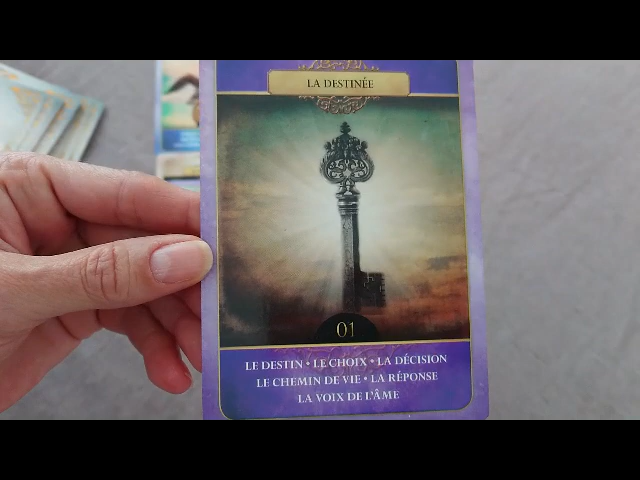 LA DESTINÉE
01
LE DESTIN • LE CHOIX • LA DÉCISION
LE CHEMIN DE VIE • LA RÉPONSE
LA VOIX DE L'ÂME